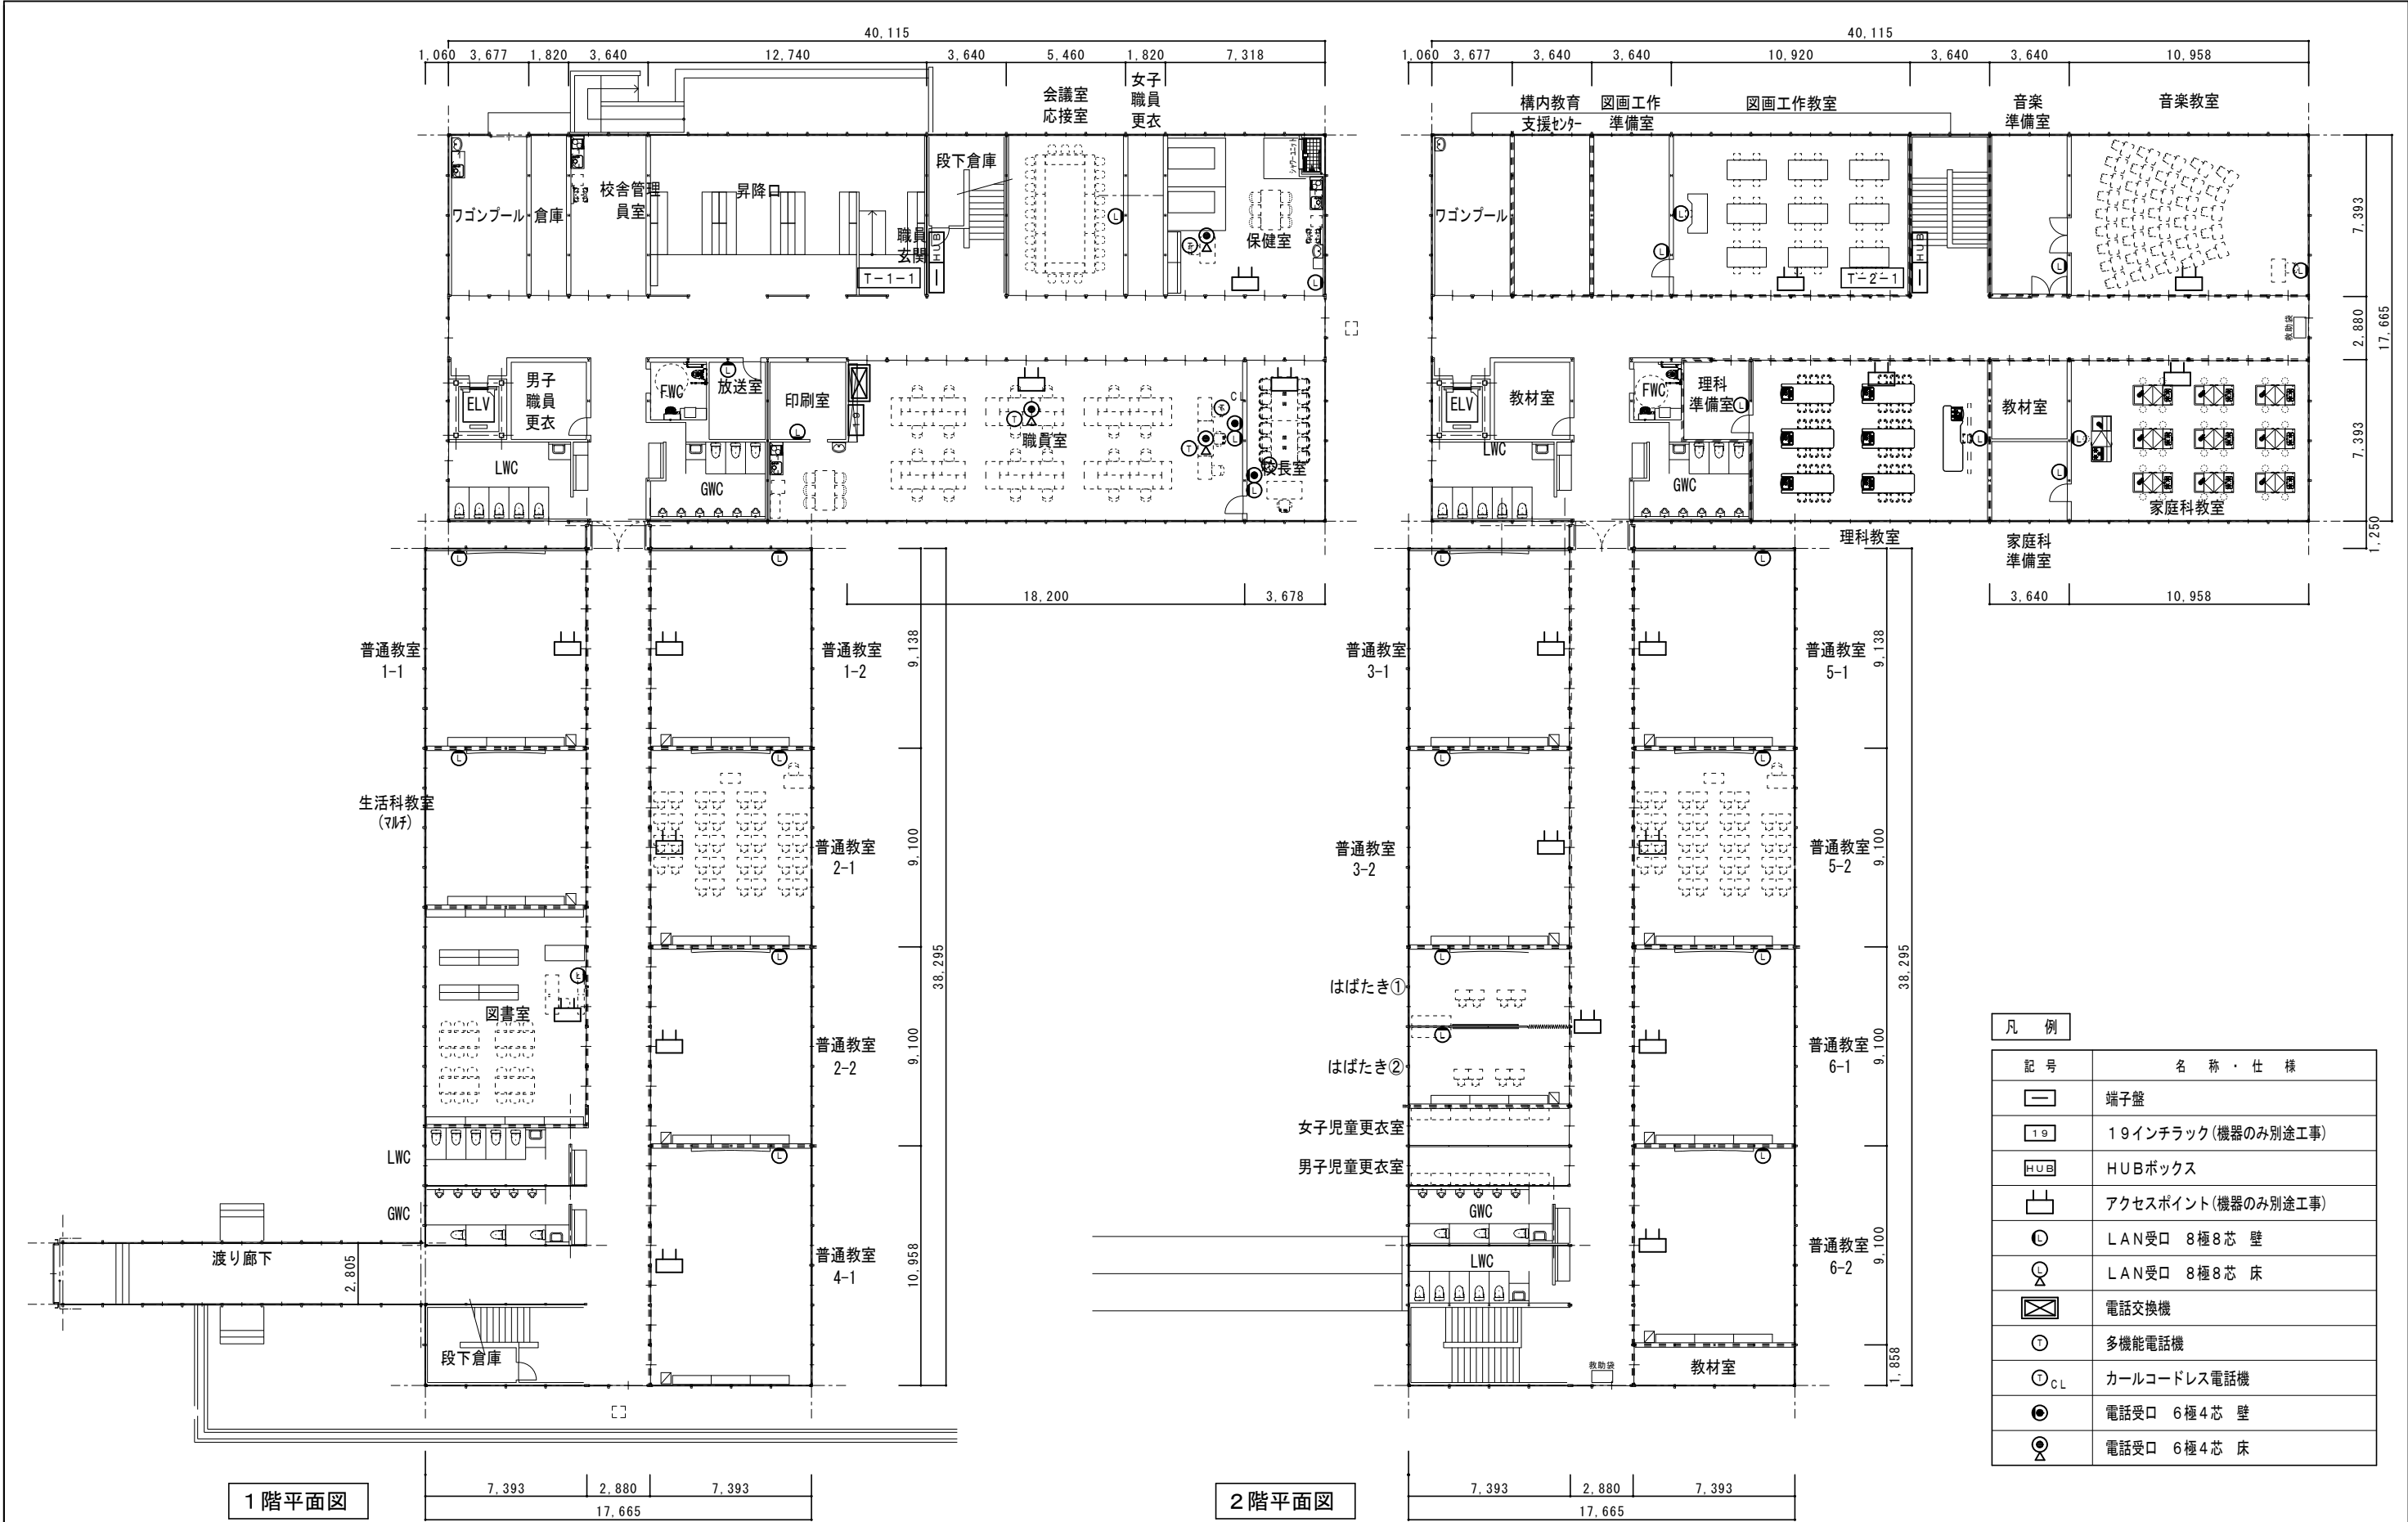 40,115
1,060 3,677 1,820 3,640 12,740 3,640 5,460 1,820 7,318
会議室
応接室
女子
職員
更衣
段下倉庫
シャワーユニット
ワゴンプール
倉庫
校舎管理
員室
昇降口
職員
玄関
HUB
T-1-1
L
保健室
L
FWC
放送室
L
男子
職員
更衣
ELV
印刷室
L
19
T
職員室
T
CL
L
校長室
L
LWC
GWC
18,200 3,678
L
L
普通教室
1-1
普通教室
1-2
9,138
L
L
生活科教室
(マルチ)
普通教室
2-1
9,100
L
L
図書室
38,295
普通教室
2-2
9,100
L
LWC
GWC
渡り廊下
2,805
普通教室
4-1
10,958
段下倉庫
7,393 2,880 7,393
17,665
1階平面図
40,115
1,060 3,677 3,640 3,640 10,920 3,640 3,640 10,958
構内教育
支援センター
図画工作
準備室
図画工作教室
音楽
準備室
音楽教室
ワゴンプール
L
L
HUB
T-2-1
L
L
7,393
救助袋
2,880
17,665
ELV
教材室
FWC
理科
準備室
L
L
教材室
L
L
7,393
LWC
GWC
家庭科教室
理科教室
家庭科
準備室
1,250
3,640 10,958
L
L
普通教室
3-1
普通教室
5-1
9,138
L
L
普通教室
3-2
普通教室
5-2
9,100
L
L
はばたき①
38,295
L
はばたき②
普通教室
6-1
9,100
女子児童更衣室
L
男子児童更衣室
GWC
LWC
普通教室
6-2
9,100
救助袋
教材室
1,858
7,393 2,880 7,393
17,665
2階平面図
凡 例
記 号 名 称 ・ 仕 様
端子盤
19 19インチラック(機器のみ別途工事)
HUB HUBボックス
アクセスポイント(機器のみ別途工事)
L LAN受口 8極8芯 壁
L LAN受口 8極8芯 床
電話交換機
T 多機能電話機
T CL カールコードレス電話機
電話受口 6極4芯 壁
電話受口 6極4芯 床